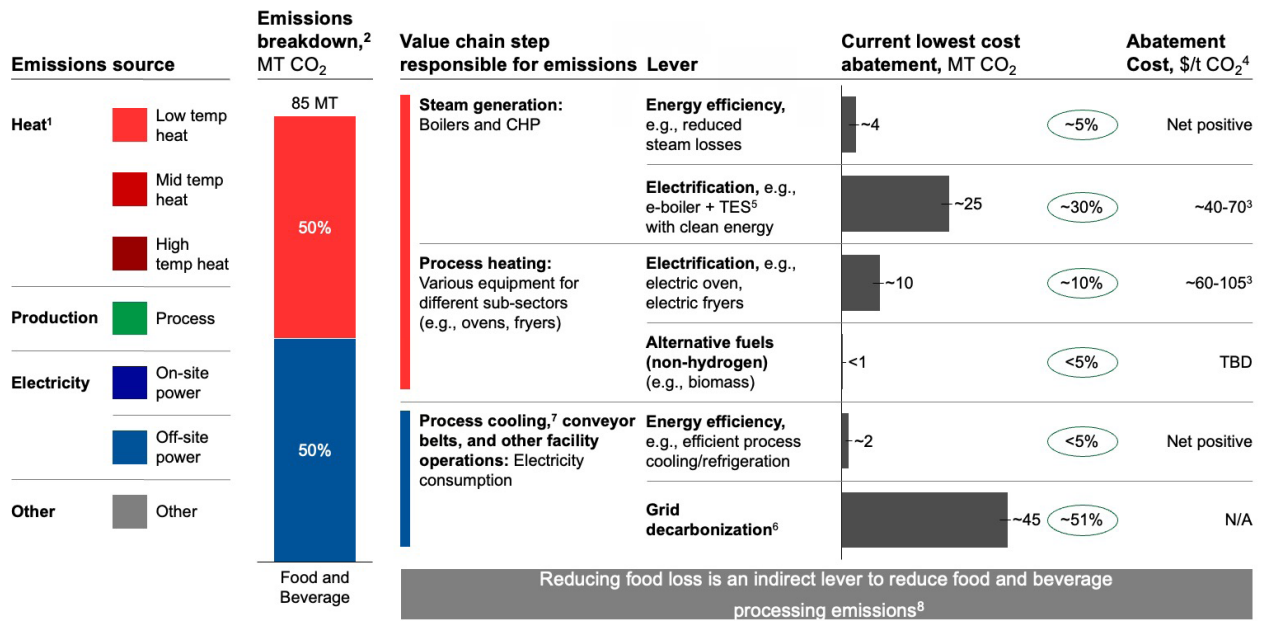 Emissions source
Emissions
breakdown,²
MT CO₂
Value chain step
responsible for emissions
Lever
Current lowest cost
abatement, MT CO₂
Abatement
Cost, $/t CO₂⁴
Heat¹
Low temp
heat
Mid temp
heat
High
temp heat
Production
Process
Electricity
On-site
power
Off-site
power
Other
Other
85 MT
50%
50%
Food and
Beverage
Steam generation:
Boilers and CHP
Energy efficiency,
e.g., reduced
steam losses
~4
~5%
Net positive
Electrification, e.g.,
e-boiler + TES⁵
with clean energy
~25
~30%
~40-70³
Process heating:
Various equipment for
different sub-sectors
(e.g., ovens, fryers)
Electrification, e.g.,
electric oven,
electric fryers
~10
~10%
~60-105³
Alternative fuels
(non-hydrogen)
(e.g., biomass)
<1
<5%
TBD
Process cooling,⁷ conveyor
belts, and other facility
operations: Electricity
consumption
Energy efficiency,
e.g., efficient process
cooling/refrigeration
~2
<5%
Net positive
Grid
decarbonization⁶
~45
~51%
N/A
Reducing food loss is an indirect lever to reduce food and beverage
processing emissions⁸